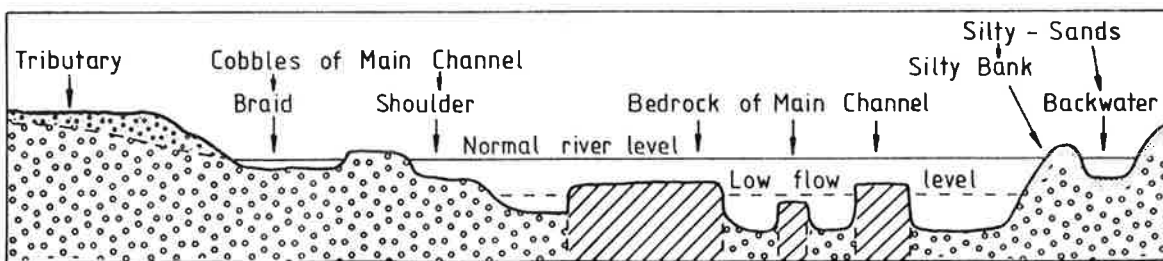 Silty - Sands
Tributary
Cobbles of Main Channel
Silty Bank
Braid
Shoulder
Bedrock of Main Channel
Backwater
Normal river level
Low flow level